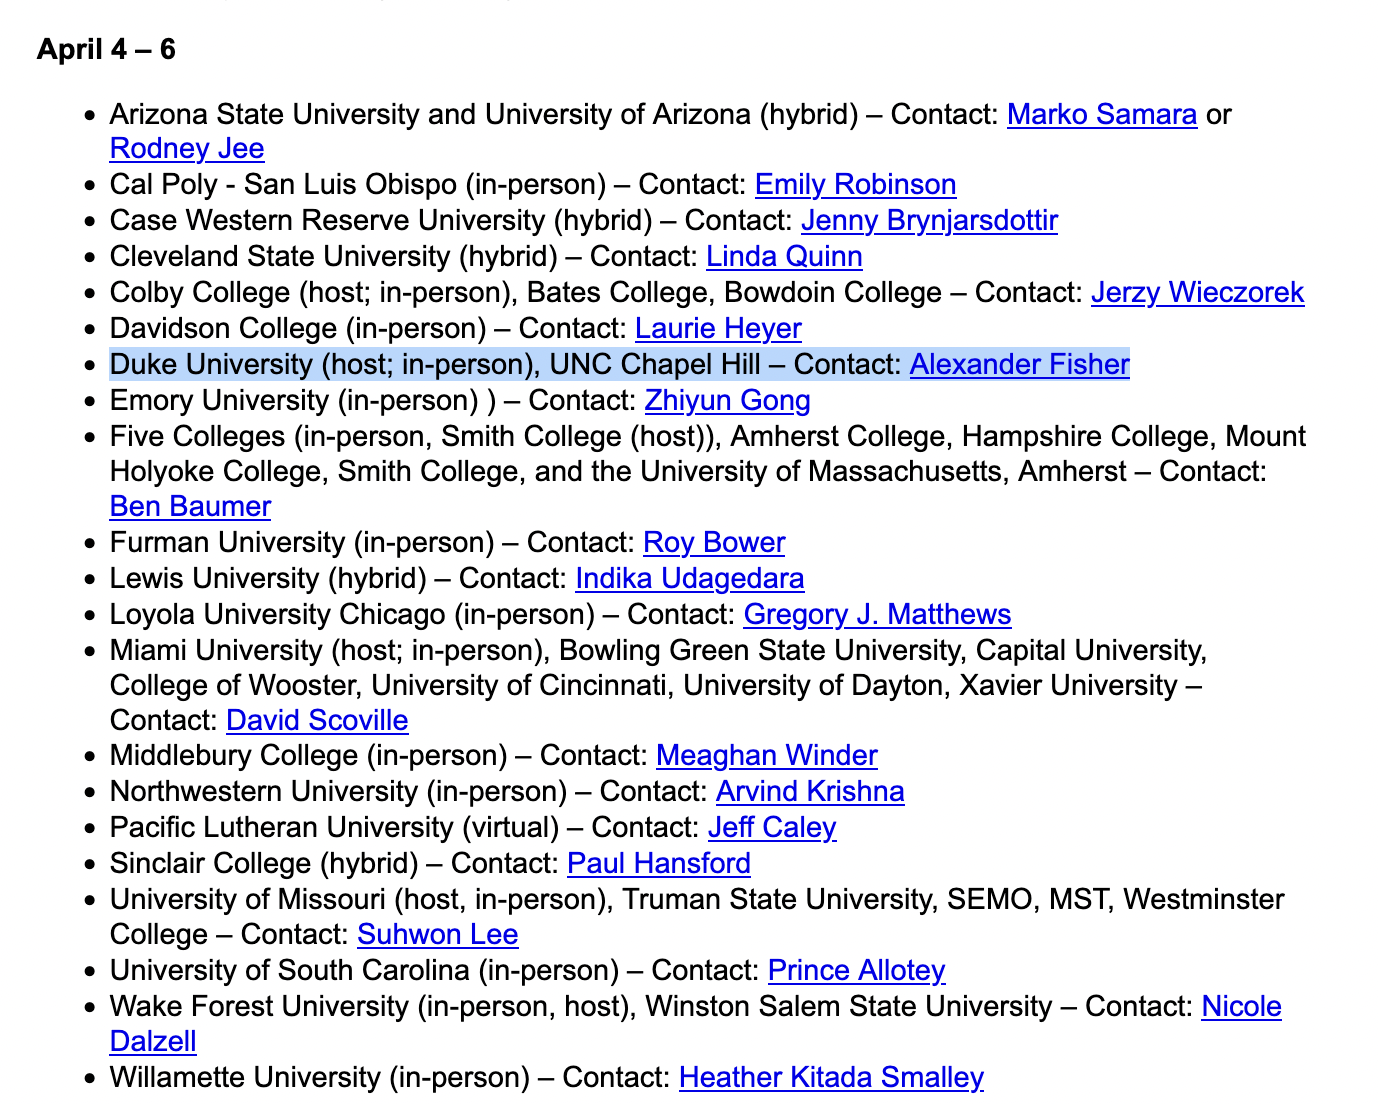 April 4 – 6
• Arizona State University and University of Arizona (hybrid) – Contact: Marko Samara or
Rodney Jee
• Cal Poly - San Luis Obispo (in-person) – Contact: Emily Robinson
• Case Western Reserve University (hybrid) – Contact: Jenny Brynjarsdottir
• Cleveland State University (hybrid) – Contact: Linda Quinn
• Colby College (host; in-person), Bates College, Bowdoin College – Contact: Jerzy Wieczorek
• Davidson College (in-person) – Contact: Laurie Heyer
• Duke University (host; in-person), UNC Chapel Hill – Contact: Alexander Fisher
• Emory University (in-person) ) – Contact: Zhiyun Gong
• Five Colleges (in-person, Smith College (host)), Amherst College, Hampshire College, Mount
Holyoke College, Smith College, and the University of Massachusetts, Amherst – Contact:
Ben Baumer
• Furman University (in-person) – Contact: Roy Bower
• Lewis University (hybrid) – Contact: Indika Udagedara
• Loyola University Chicago (in-person) – Contact: Gregory J. Matthews
• Miami University (host; in-person), Bowling Green State University, Capital University,
College of Wooster, University of Cincinnati, University of Dayton, Xavier University –
Contact: David Scoville
• Middlebury College (in-person) – Contact: Meaghan Winder
• Northwestern University (in-person) – Contact: Arvind Krishna
• Pacific Lutheran University (virtual) – Contact: Jeff Caley
• Sinclair College (hybrid) – Contact: Paul Hansford
• University of Missouri (host, in-person), Truman State University, SEMO, MST, Westminster
College – Contact: Suhwon Lee
• University of South Carolina (in-person) – Contact: Prince Allotey
• Wake Forest University (in-person, host), Winston Salem State University – Contact: Nicole
Dalzell
• Willamette University (in-person) – Contact: Heather Kitada Smalley